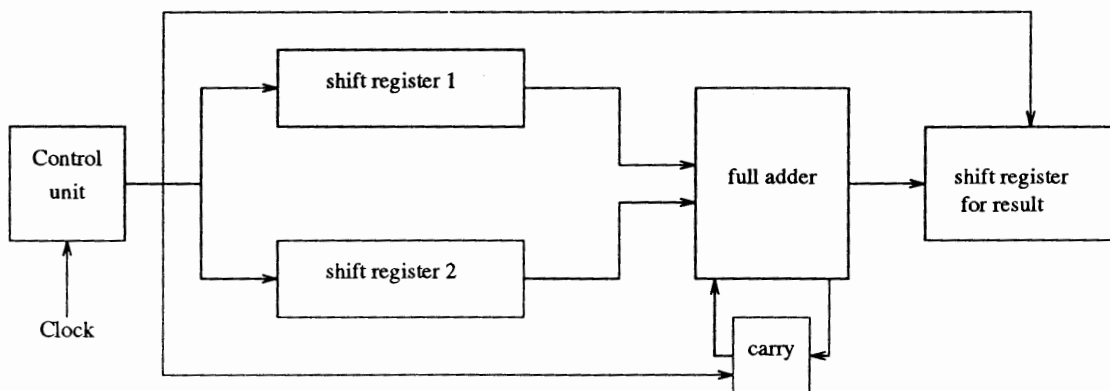 shift register 1
Control
unit
full adder
shift register
for result
shift register 2
Clock
carry